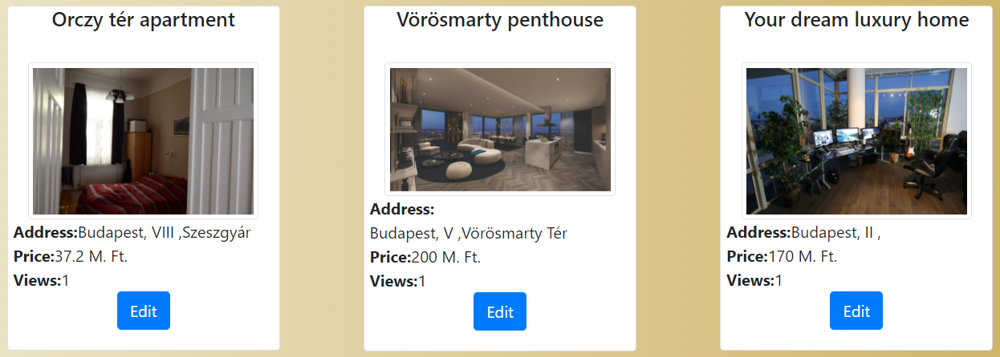 Orczy tér apartment
Address:Budapest, VIII ,Szeszgyár
Price:37.2 M. Ft.
Views:1
Edit
Vörösmarty penthouse
Address:
Budapest, V ,Vörösmarty Tér
Price:200 M. Ft.
Views:1
Edit
Your dream luxury home
Address:Budapest, II ,
Price:170 M. Ft.
Views:1
Edit